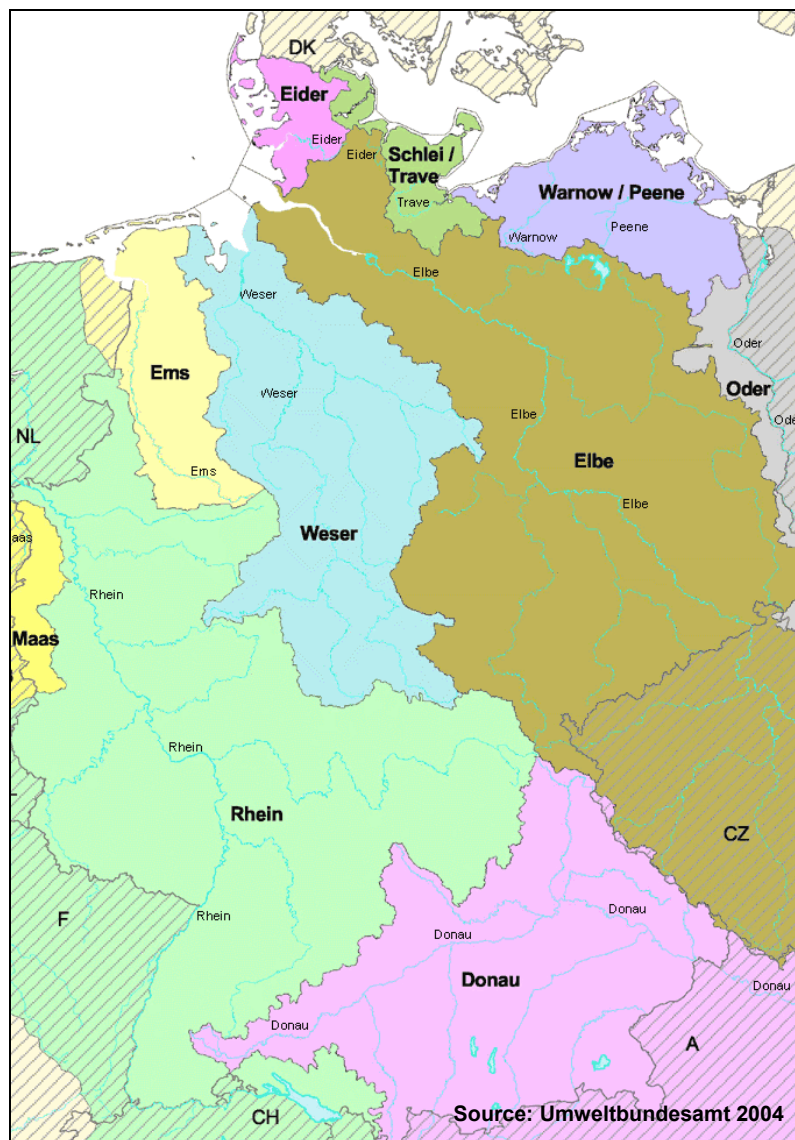 DK
Eider
Eider
Eider
Schlei /
Trave
Trave
Warnow / Peene
Warnow
Peene
Elbe
Weser
Oder
Ems
Weser
Oder
NL
Elbe
Elbe
Ems
Elbe
Weser
aas
Rhein
Maas
Rhein
Rhein
CZ
F
Rhein
Donau
Donau
Donau
Donau
Donau
A
CH
Source: Umweltbundesamt 2004